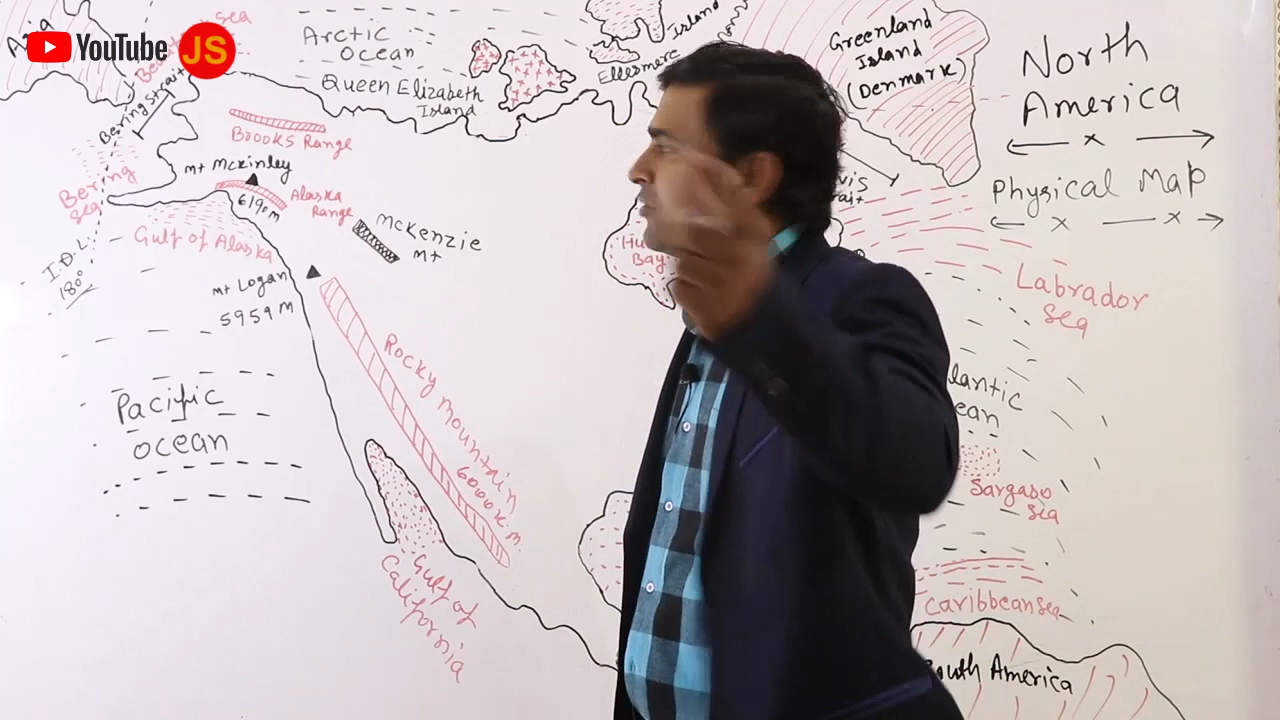 YouTube JS
Asia
Sea
Bering Strait
Arctic
Ocean
Queen Elizabeth
Island
Island
Ellesmere
Greenland
Island
(Denmark)
North
America
Physical Map
Brooks Range
Mt McKinley
6190m
Alaska
Range
Bering
Sea
Gulf of Alaska
McKenzie
Mt
I.D.L.
180°
Mt Logan
5959 M
Bay
Labrador
Sea
Rocky Mountain
6000 K.m.
Pacific
Ocean
Sargaso
Sea
Gulf of
California
Caribbean Sea
South America